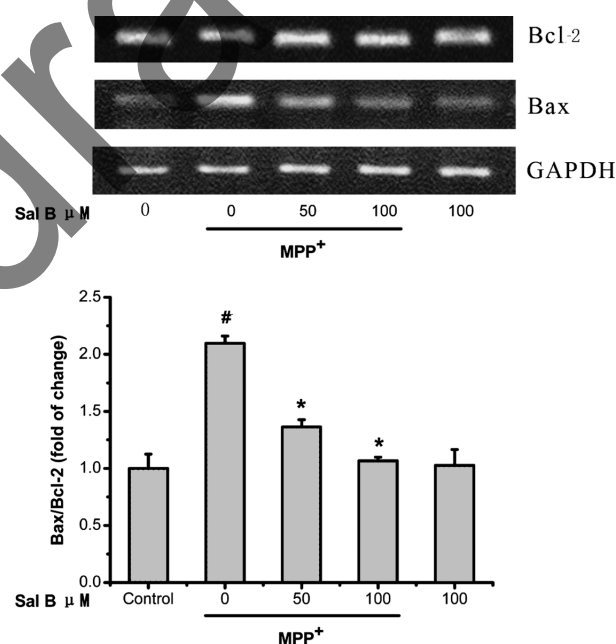 Bcl-2
Bax
GAPDH
Sal B μM 0 0 50 100 100
MPP+
2.5
2.0
1.5
1.0
0.5
0.0
Bax/Bcl-2 (fold of change)
#
*
*
Sal B μM Control 0 50 100 100
MPP+